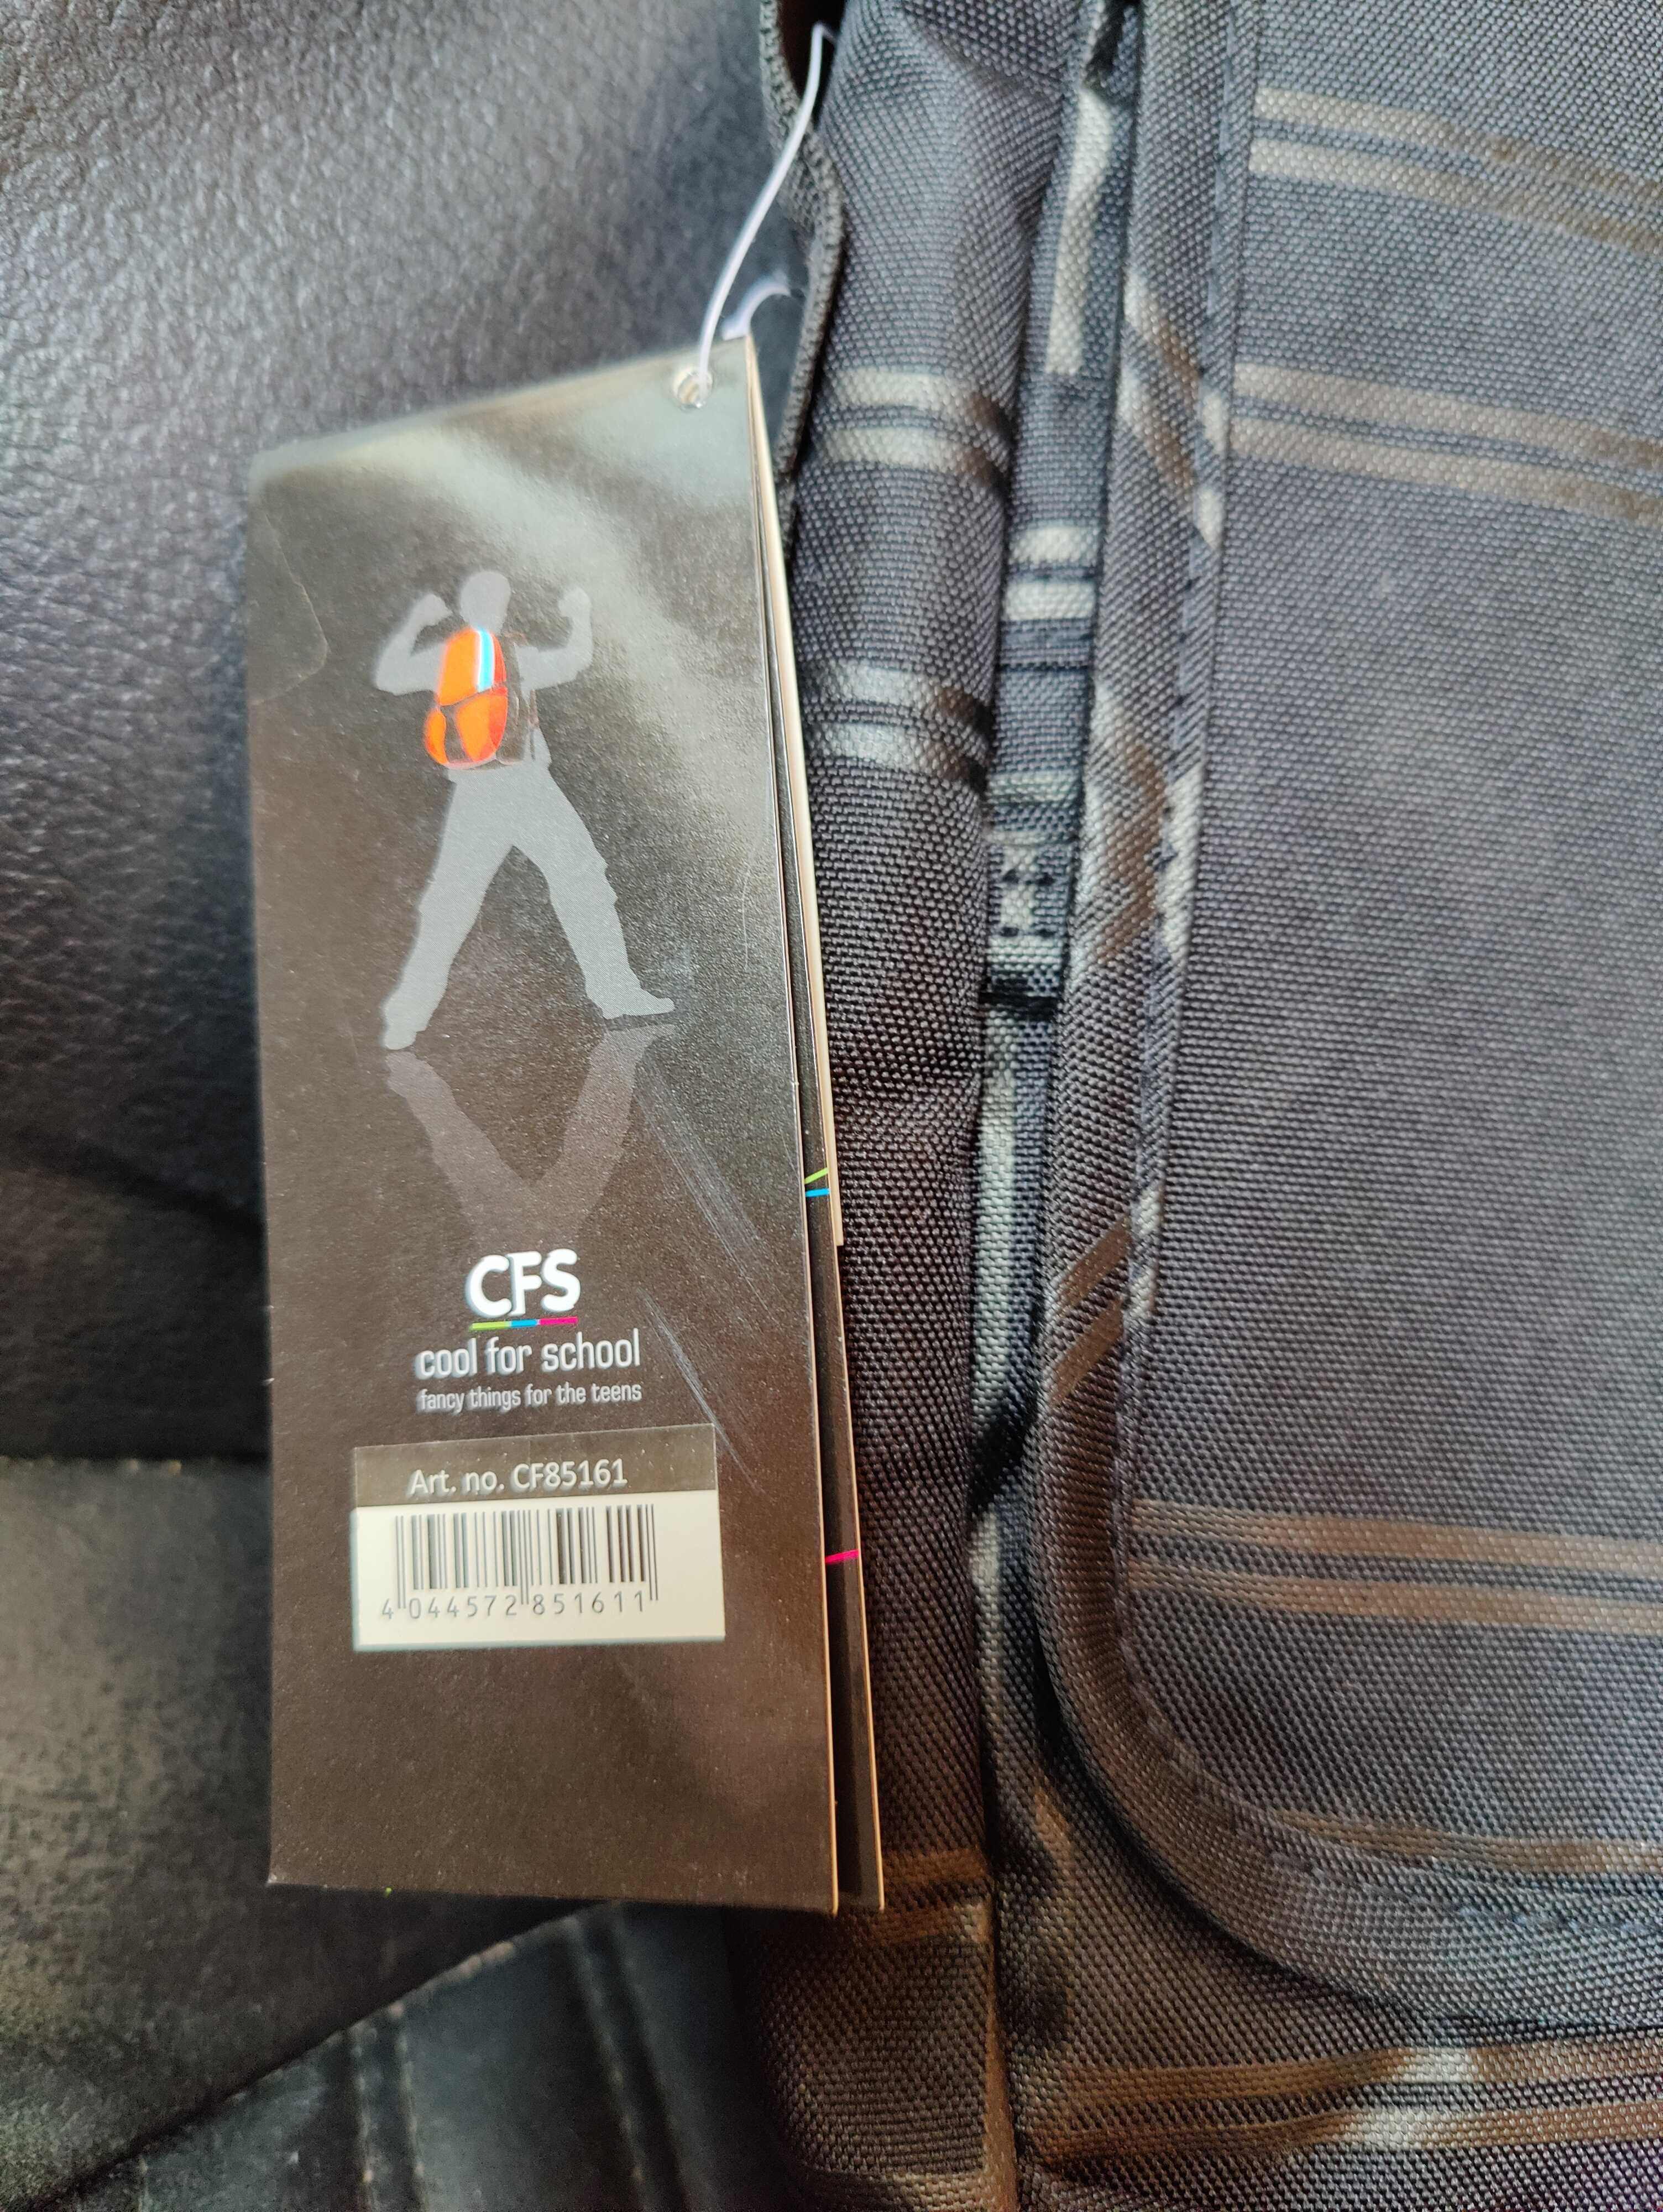 CFS
cool for school
fancy things for the teens
Art. no. CF85161
4 044572 851611